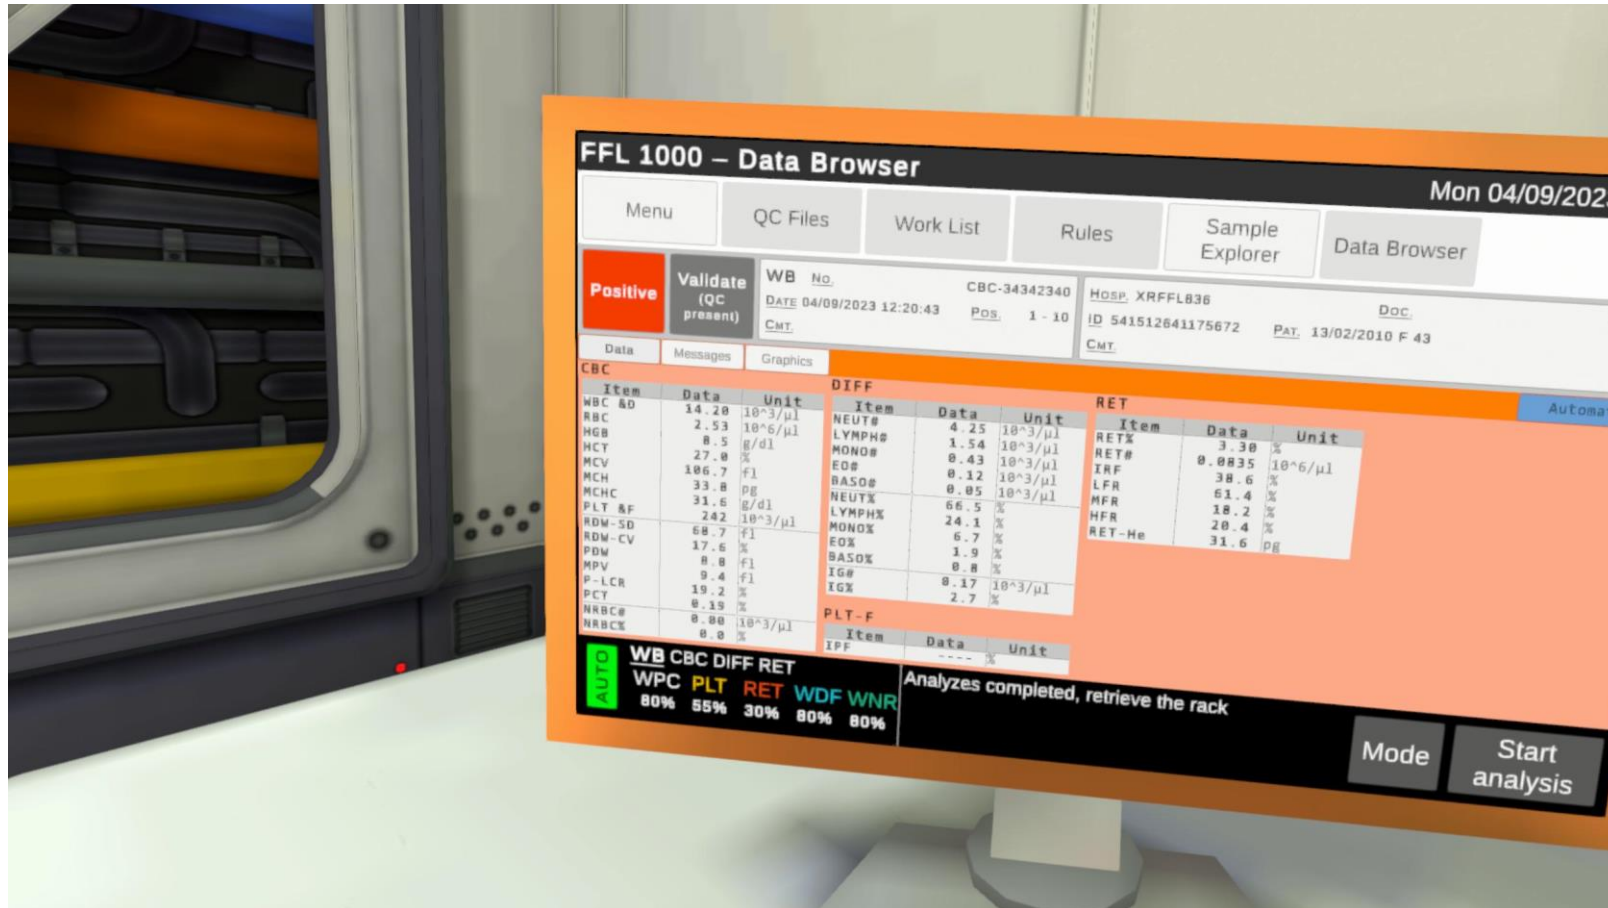 FFL 1000 – Data Browser
Mon 04/09/202
Menu
QC Files
Work List
Rules
Sample Explorer
Data Browser
Positive
Validate (QC present)
WB No. CBC-34342340
DATE 04/09/2023 12:20:43 POS. 1 - 10
CMT.
HOSP. XRFFL836 DOC.
ID 541512641175672 PAT. 13/02/2010 F 43
CMT.
Data
Messages
Graphics
Automa
CBC
Item Data Unit
WBC &D 14.20 10^3/µl
RBC 2.53 10^6/µl
HGB 8.5 g/dl
HCT 27.0 %
MCV 106.7 fl
MCH 33.8 pg
MCHC 31.6 g/dl
PLT &F 242 10^3/µl
RDW-SD 68.7 fl
RDW-CV 17.6 %
PDW 8.8 fl
MPV 9.4 fl
P-LCR 19.2 %
PCT 0.19 %
NRBC# 0.00 10^3/µl
NRBC% 0.0 %
DIFF
Item Data Unit
NEUT# 4.25 10^3/µl
LYMPH# 1.54 10^3/µl
MONO# 0.43 10^3/µl
EO# 0.12 10^3/µl
BASO# 0.05 10^3/µl
NEUT% 66.5 %
LYMPH% 24.1 %
MONO% 6.7 %
EO% 1.9 %
BASO% 0.8 %
IG# 0.17 10^3/µl
IG% 2.7 %
PLT-F
Item Data Unit
IPF ---- %
RET
Item Data Unit
RET% 3.30 %
RET# 0.0835 10^6/µl
IRF 38.6 %
LFR 61.4 %
MFR 18.2 %
HFR 20.4 %
RET-He 31.6 pg
AUTO
WB CBC DIFF RET
WPC PLT RET WDF WNR
80% 55% 30% 80% 80%
Analyzes completed, retrieve the rack
Mode
Start analysis